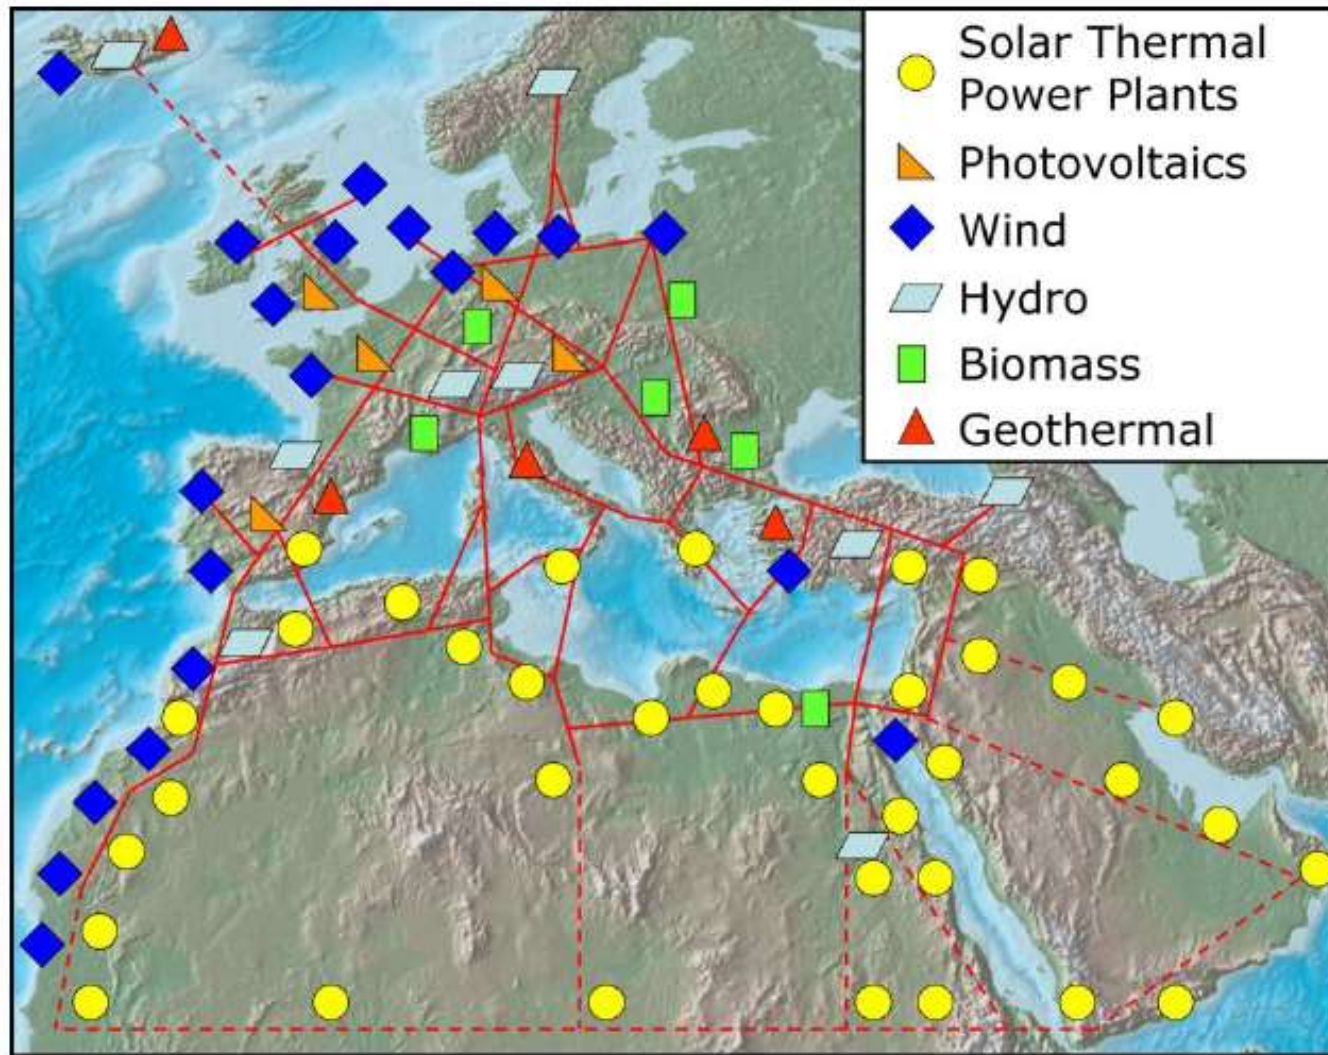 Solar Thermal
Power Plants
Photovoltaics
Wind
Hydro
Biomass
Geothermal